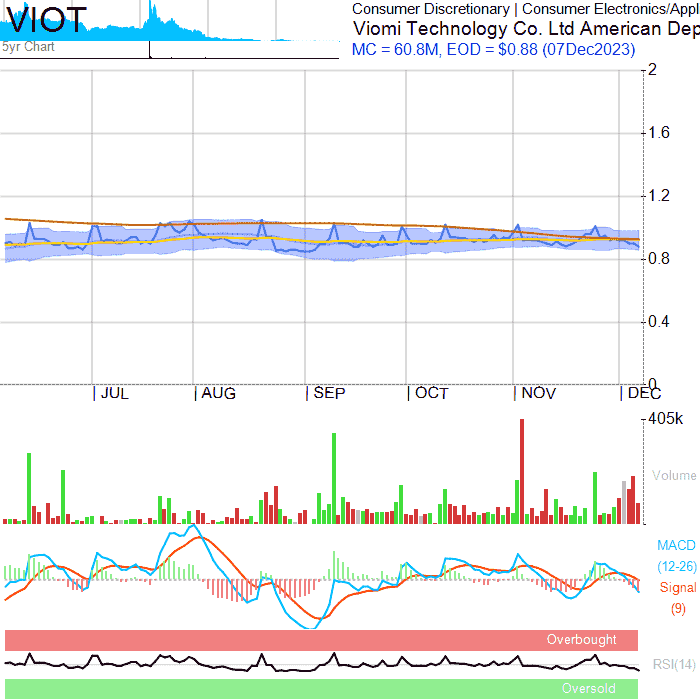 VIOT
5yr Chart
Consumer Discretionary | Consumer Electronics/Appl
Viomi Technology Co. Ltd American Dep
MC = 60.8M, EOD = $0.88 (07Dec2023)
2
1.6
1.2
0.8
0.4
0
JUL AUG SEP OCT NOV DEC
405k
Volume
MACD
(12-26)
Signal
(9)
Overbought
RSI(14)
Oversold